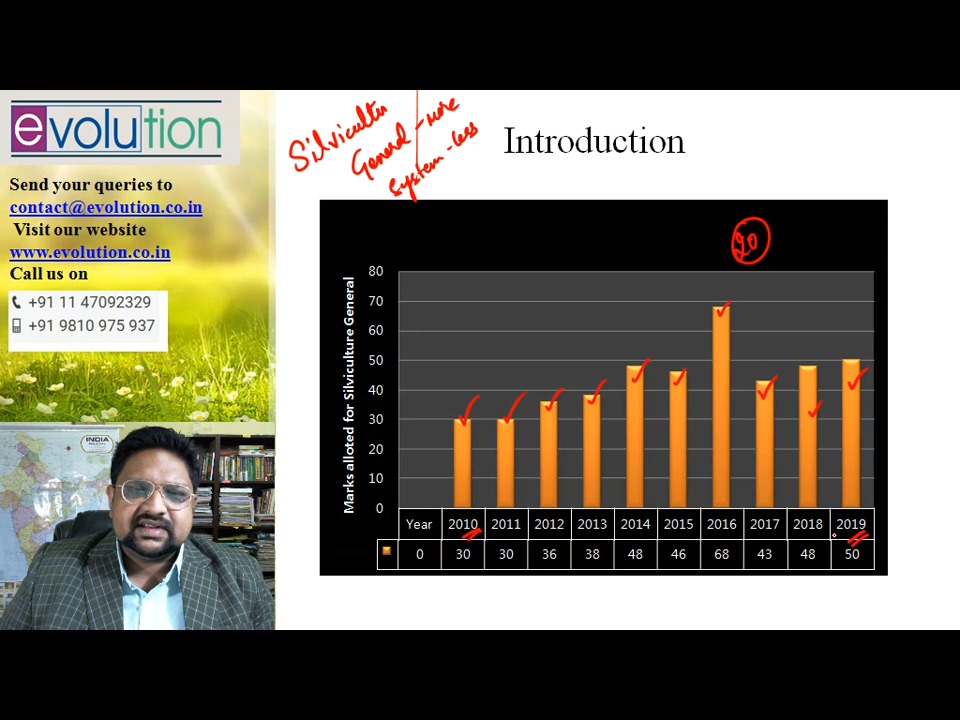 evolution
Send your queries to
contact@evolution.co.in
Visit our website
www.evolution.co.in
Call us on
+91 11 47092329
+91 9810 975 937
INDIA
General - more
System - less
Introduction
Marks alloted for Silviculture General
80
70
60
50
40
30
20
10
0
Year 2010 2011 2012 2013 2014 2015 2016 2017 2018 2019
0 30 30 36 38 48 46 68 43 48 50